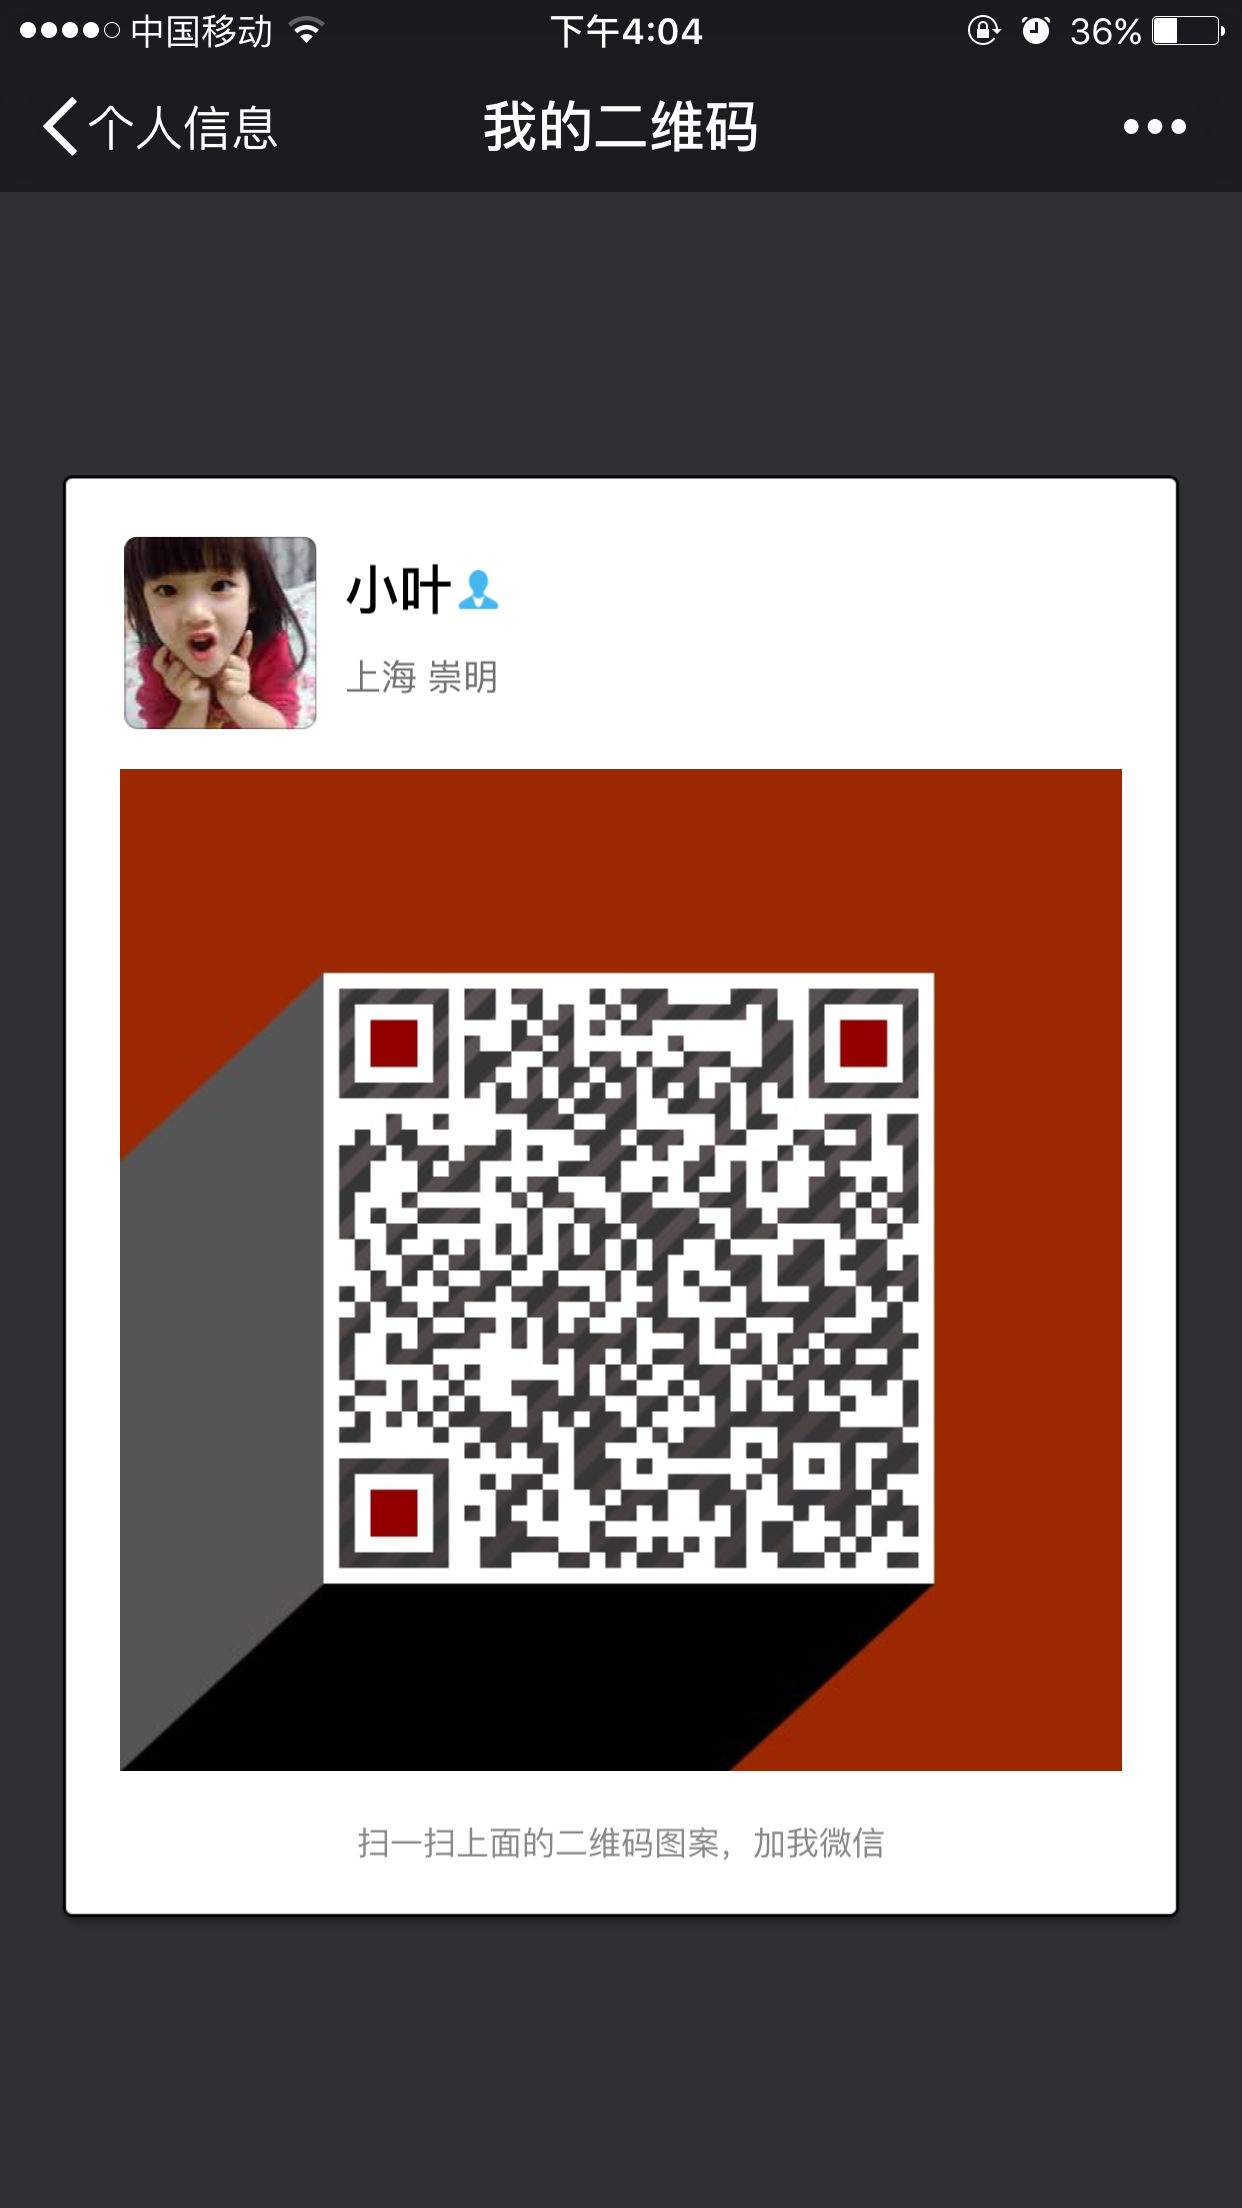 中国移动 下午4:04 36%
个人信息 我的二维码
小叶
上海 崇明
扫一扫上面的二维码图案，加我微信